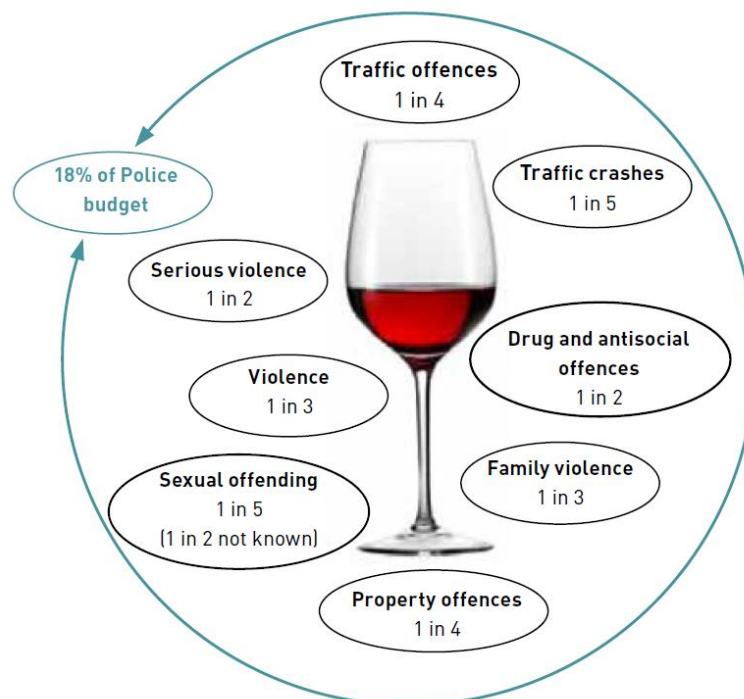 Traffic offences
1 in 4
18% of Police
budget
Traffic crashes
1 in 5
Serious violence
1 in 2
Drug and antisocial
offences
1 in 2
Violence
1 in 3
Sexual offending
1 in 5
(1 in 2 not known)
Family violence
1 in 3
Property offences
1 in 4